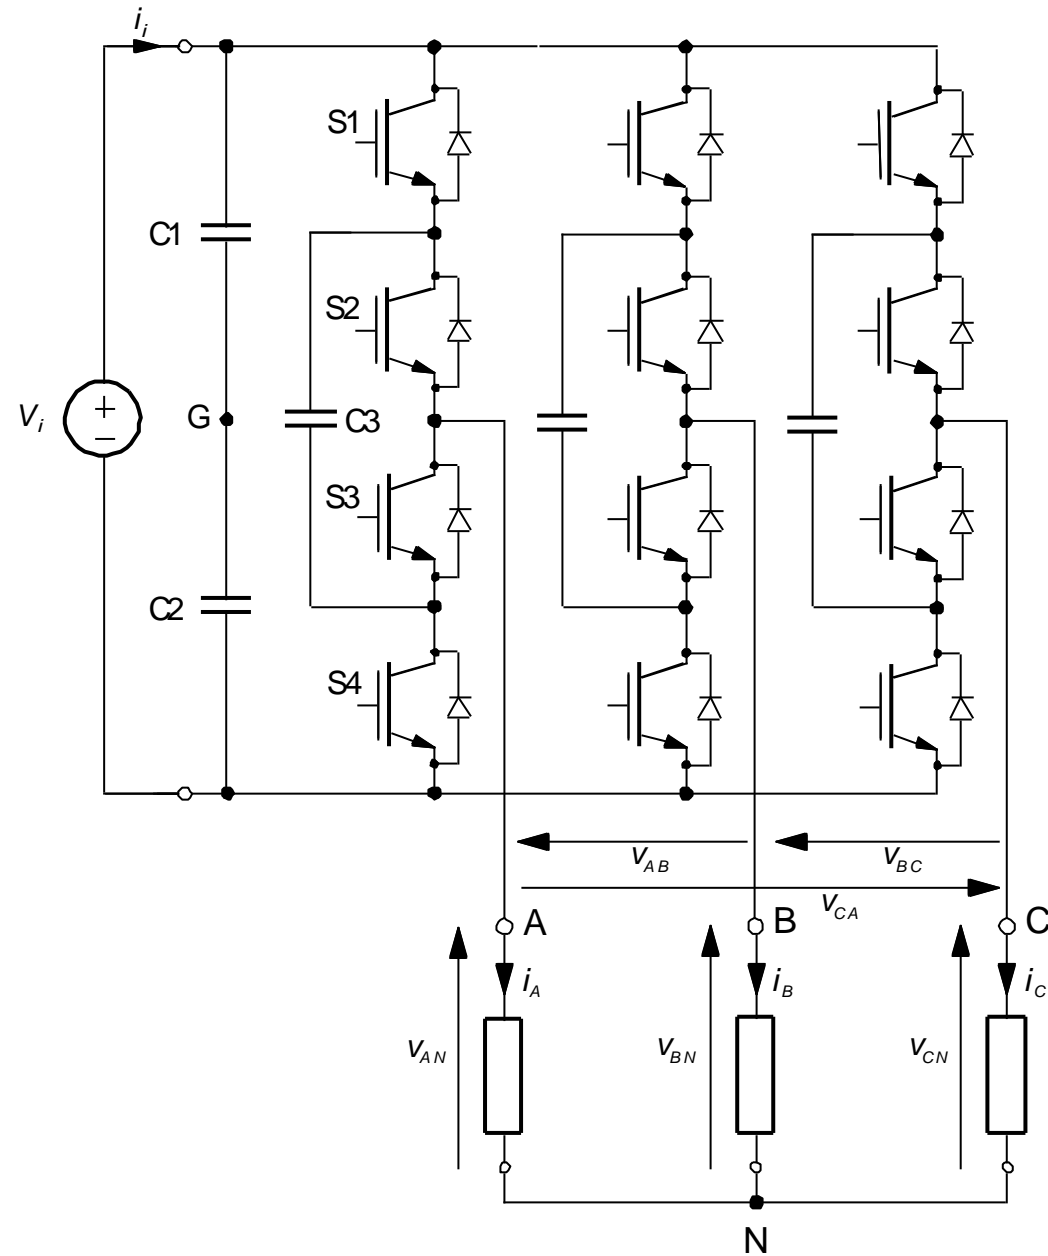 i_i
S1
C1
S2
V_i
+
−
G
C3
S3
C2
S4
v_AB
v_BC
v_CA
A
B
C
i_A
i_B
i_C
v_AN
v_BN
v_CN
N